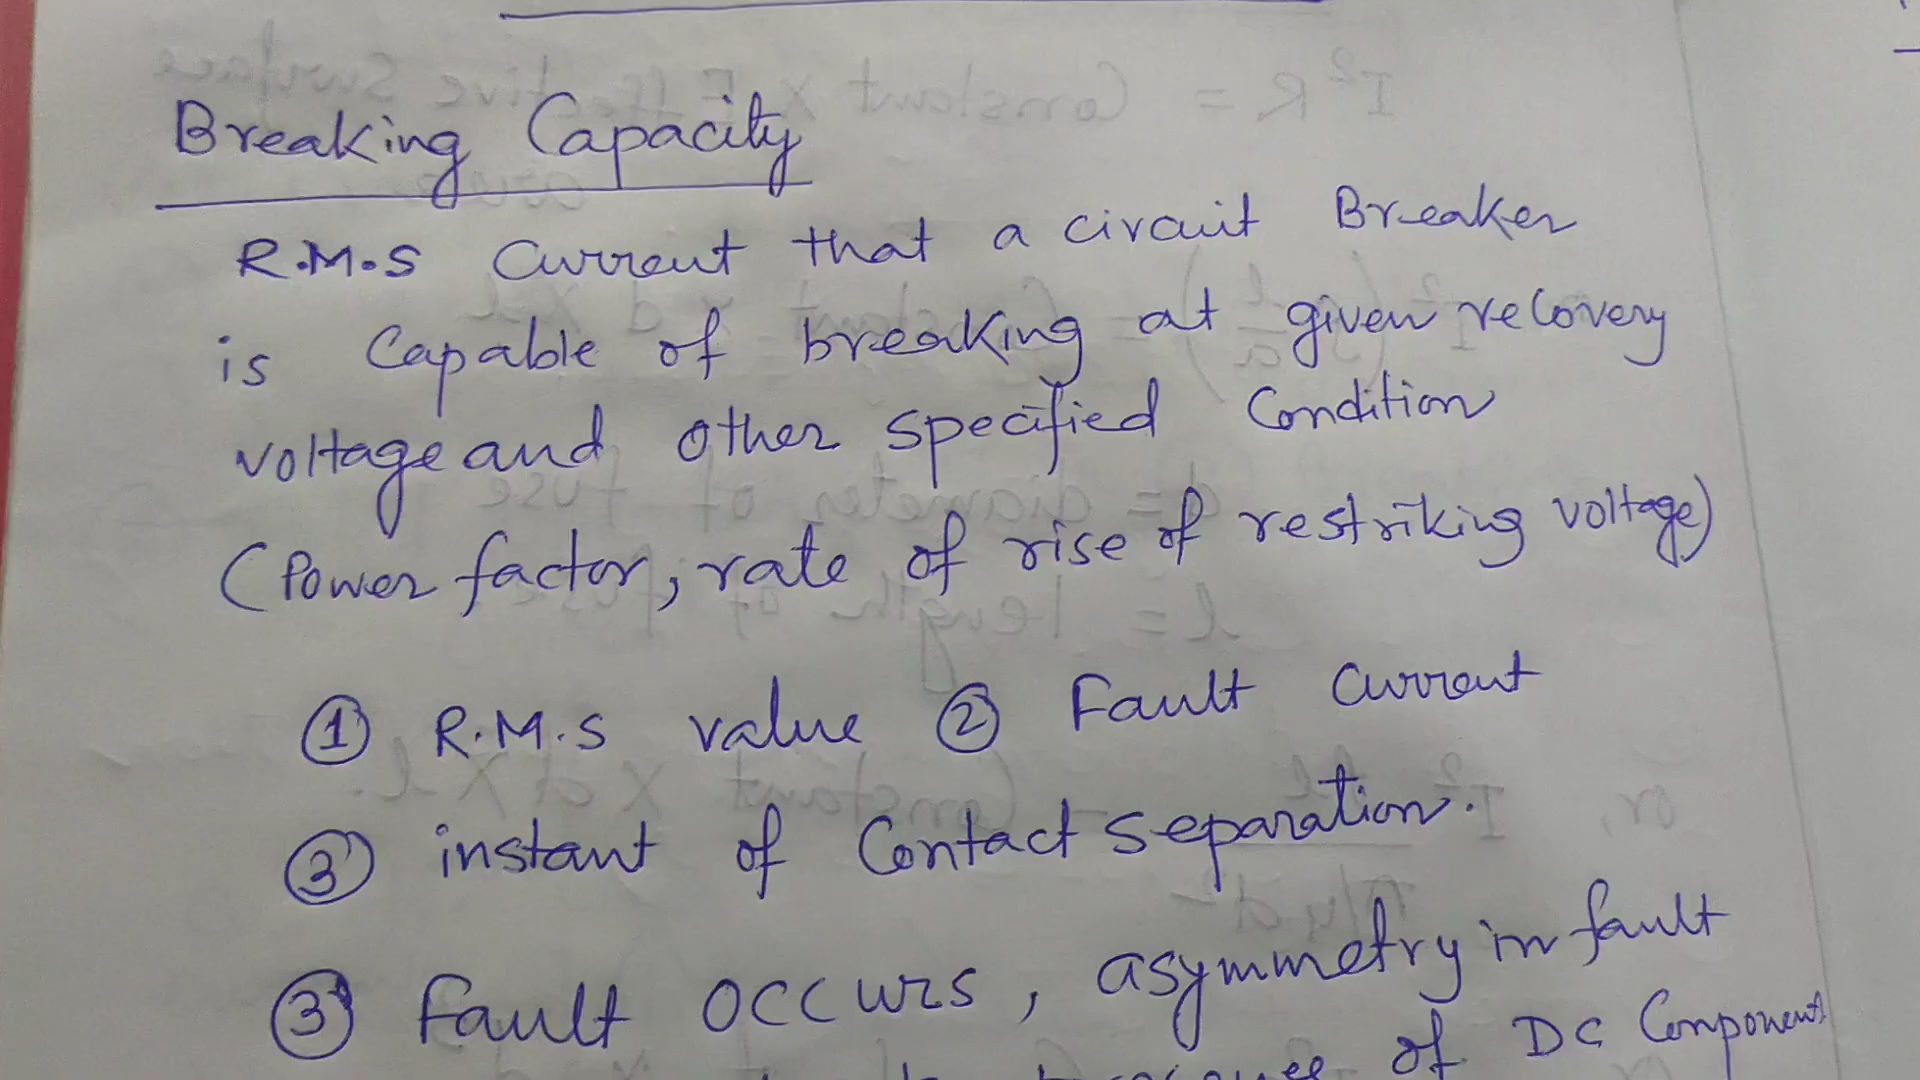 Breaking Capacity
R.M.S Current that a circuit Breaker
is Capable of breaking at given recovery
voltage and other specified Condition
(Power factor, rate of rise of restriking voltage)
① R.M.S value ② Fault Current
③ instant of Contact separation.
③ Fault occurs, asymmetry in fault
of DC Component